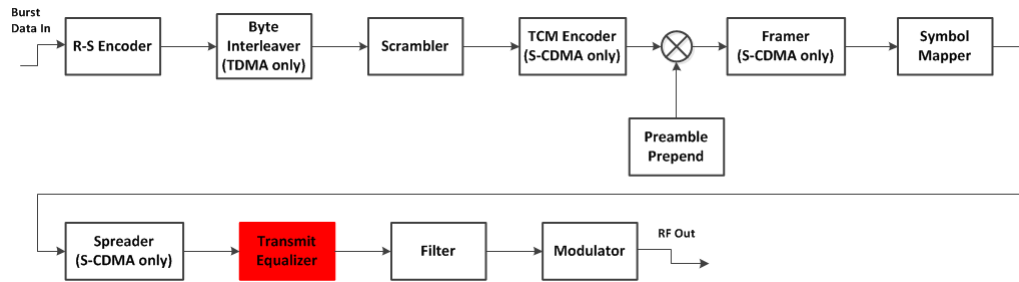 Burst
Data In
R-S Encoder
Byte
Interleaver
(TDMA only)
Scrambler
TCM Encoder
(S-CDMA only)
Framer
(S-CDMA only)
Symbol
Mapper
Preamble
Prepend
Spreader
(S-CDMA only)
Transmit
Equalizer
Filter
Modulator
RF Out